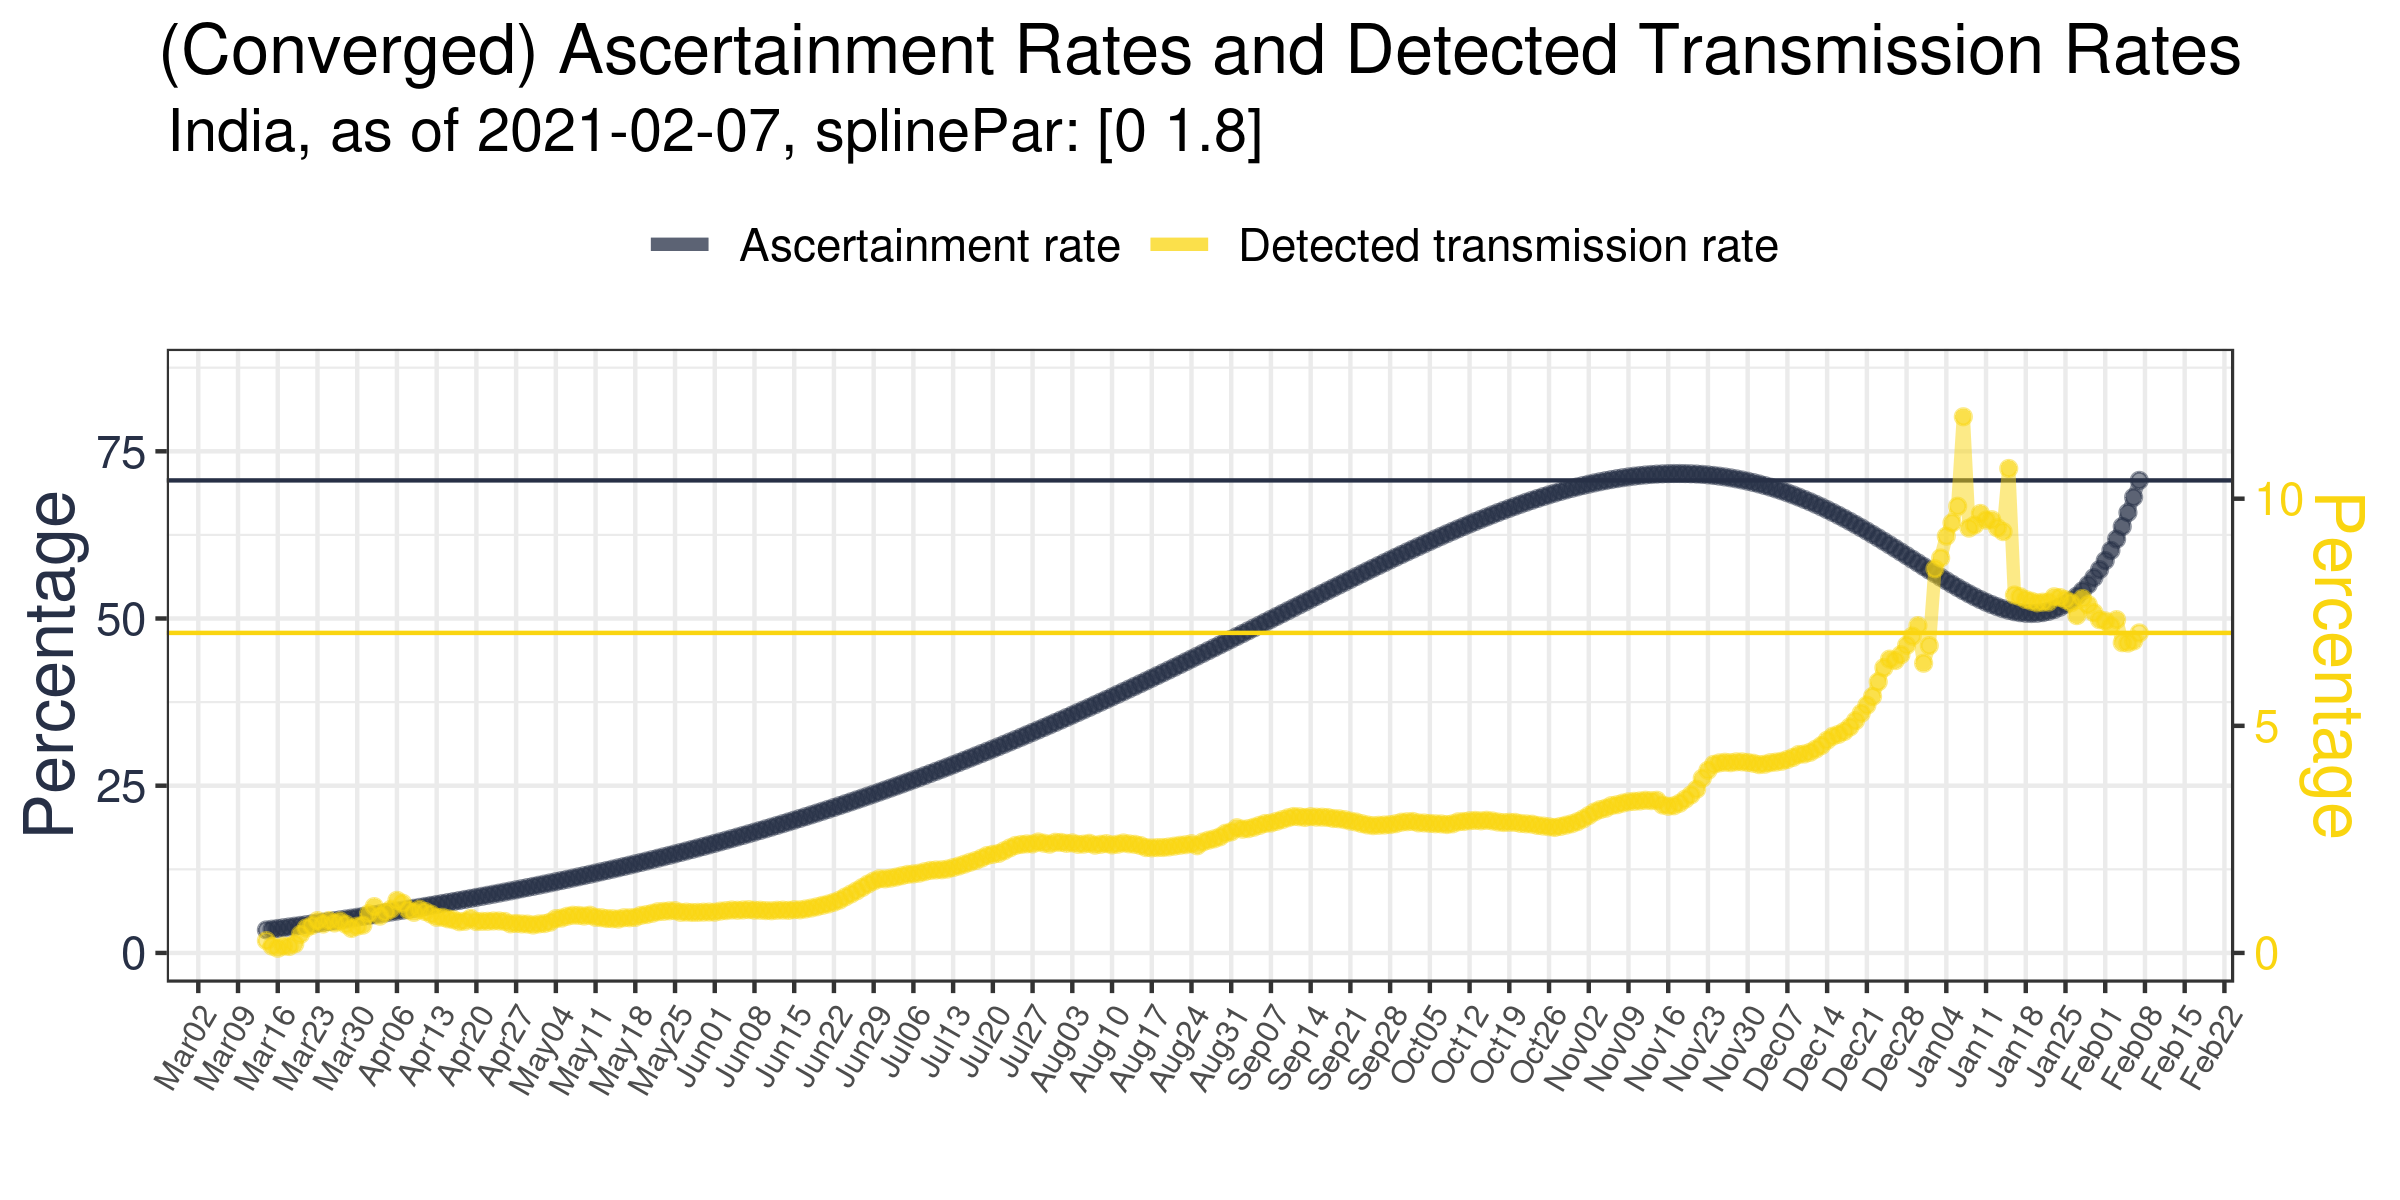 (Converged) Ascertainment Rates and Detected Transmission Rates
India, as of 2021-02-07, splinePar: [0 1.8]
Ascertainment rate Detected transmission rate
Percentage
75
50
25
0
10
5
0
Percentage
Mar02 Mar09 Mar16 Mar23 Mar30 Apr06 Apr13 Apr20 Apr27 May04 May11 May18 May25 Jun01 Jun08 Jun15 Jun22 Jun29 Jul06 Jul13 Jul20 Jul27 Aug03 Aug10 Aug17 Aug24 Aug31 Sep07 Sep14 Sep21 Sep28 Oct05 Oct12 Oct19 Oct26 Nov02 Nov09 Nov16 Nov23 Nov30 Nov07 Dec14 Dec21 Dec28 Dec04 Jan11 Jan18 Jan25 Jan01 Feb08 Feb08 Feb15 Feb22